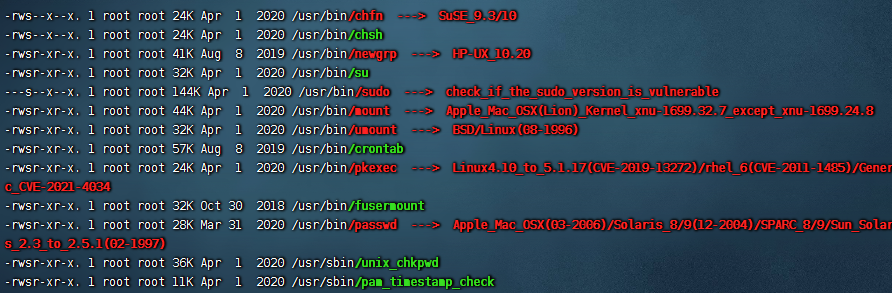 -rws--x--x. 1 root root 24K Apr  1  2020 /usr/bin/chfn  --->  SuSE_9.3/10
-rws--x--x. 1 root root 24K Apr  1  2020 /usr/bin/chsh
-rwsr-xr-x. 1 root root 41K Aug  8  2019 /usr/bin/newgrp  --->  HP-UX_10.20
-rwsr-xr-x. 1 root root 32K Apr  1  2020 /usr/bin/su
---s--x--x. 1 root root 144K Apr  1  2020 /usr/bin/sudo  --->  check_if_the_sudo_version_is_vulnerable
-rwsr-xr-x. 1 root root 44K Apr  1  2020 /usr/bin/mount  --->  Apple_Mac_OSX(Lion)_Kernel_xnu-1699.32.7_except_xnu-1699.24.8
-rwsr-xr-x. 1 root root 32K Apr  1  2020 /usr/bin/umount  --->  BSD/Linux(08-1996)
-rwsr-xr-x. 1 root root 57K Aug  8  2019 /usr/bin/crontab
-rwsr-xr-x. 1 root root 24K Apr  1  2020 /usr/bin/pkexec  --->  Linux4.10_to_5.1.17(CVE-2019-13272)/rhel_6(CVE-2011-1485)/Gener
c_CVE-2021-4034
-rwsr-xr-x. 1 root root 32K Oct 30  2018 /usr/bin/fusermount
-rwsr-xr-x. 1 root root 28K Mar 31  2020 /usr/bin/passwd  --->  Apple_Mac_OSX(03-2006)/Solaris_8/9(12-2004)/SPARC_8/9/Sun_Solar
s_2.3_to_2.5.1(02-1997)
-rwsr-xr-x. 1 root root 36K Apr  1  2020 /usr/sbin/unix_chkpwd
-rwsr-xr-x. 1 root root 11K Apr  1  2020 /usr/sbin/pam_timestamp_check